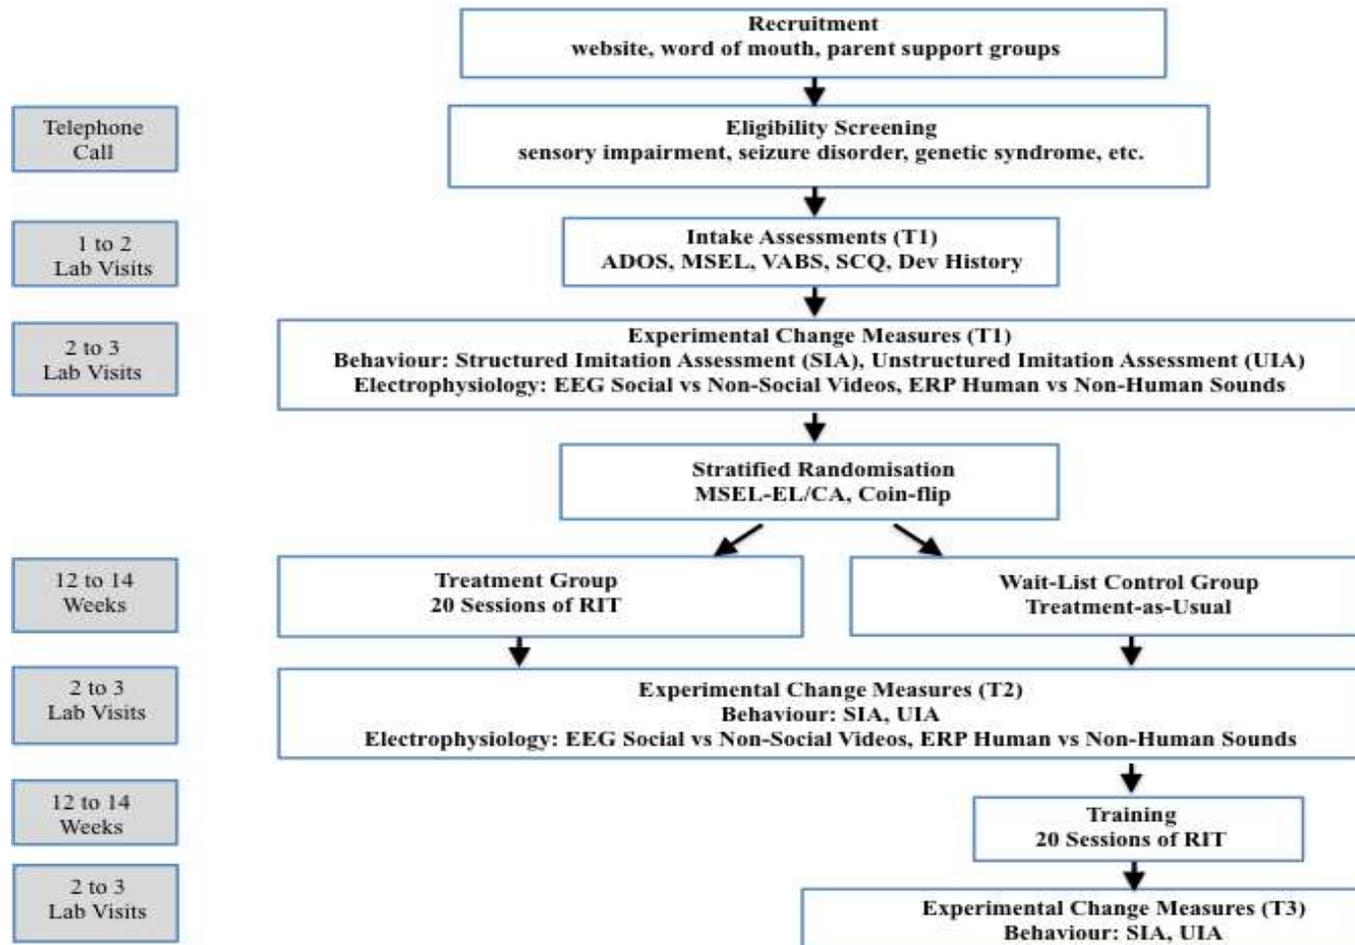 Recruitment
website, word of mouth, parent support groups
Telephone
Call
Eligibility Screening
sensory impairment, seizure disorder, genetic syndrome, etc.
1 to 2
Lab Visits
Intake Assessments (T1)
ADOS, MSEL, VABS, SCQ, Dev History
2 to 3
Lab Visits
Experimental Change Measures (T1)
Behaviour: Structured Imitation Assessment (SIA), Unstructured Imitation Assessment (UIA)
Electrophysiology: EEG Social vs Non-Social Videos, ERP Human vs Non-Human Sounds
Stratified Randomisation
MSEL-EL/CA, Coin-flip
12 to 14
Weeks
Treatment Group
20 Sessions of RIT
Wait-List Control Group
Treatment-as-Usual
2 to 3
Lab Visits
Experimental Change Measures (T2)
Behaviour: SIA, UIA
Electrophysiology: EEG Social vs Non-Social Videos, ERP Human vs Non-Human Sounds
12 to 14
Weeks
Training
20 Sessions of RIT
2 to 3
Lab Visits
Experimental Change Measures (T3)
Behaviour: SIA, UIA